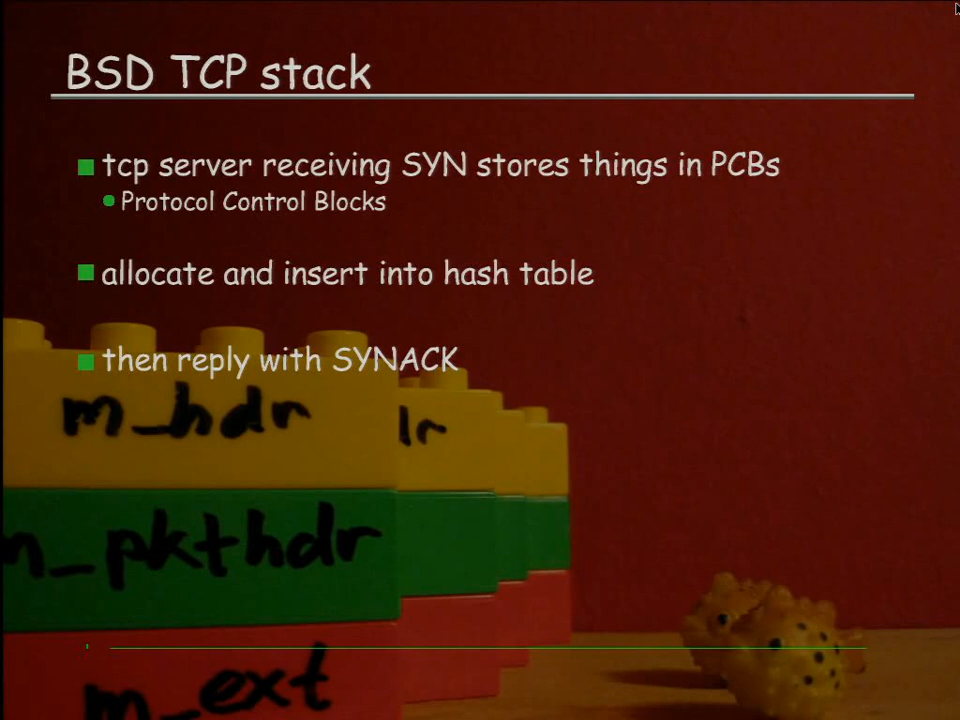 BSD TCP stack
tcp server receiving SYN stores things in PCBs
Protocol Control Blocks
allocate and insert into hash table
then reply with SYNACK
m_hdr
m_pkthdr
m_ext